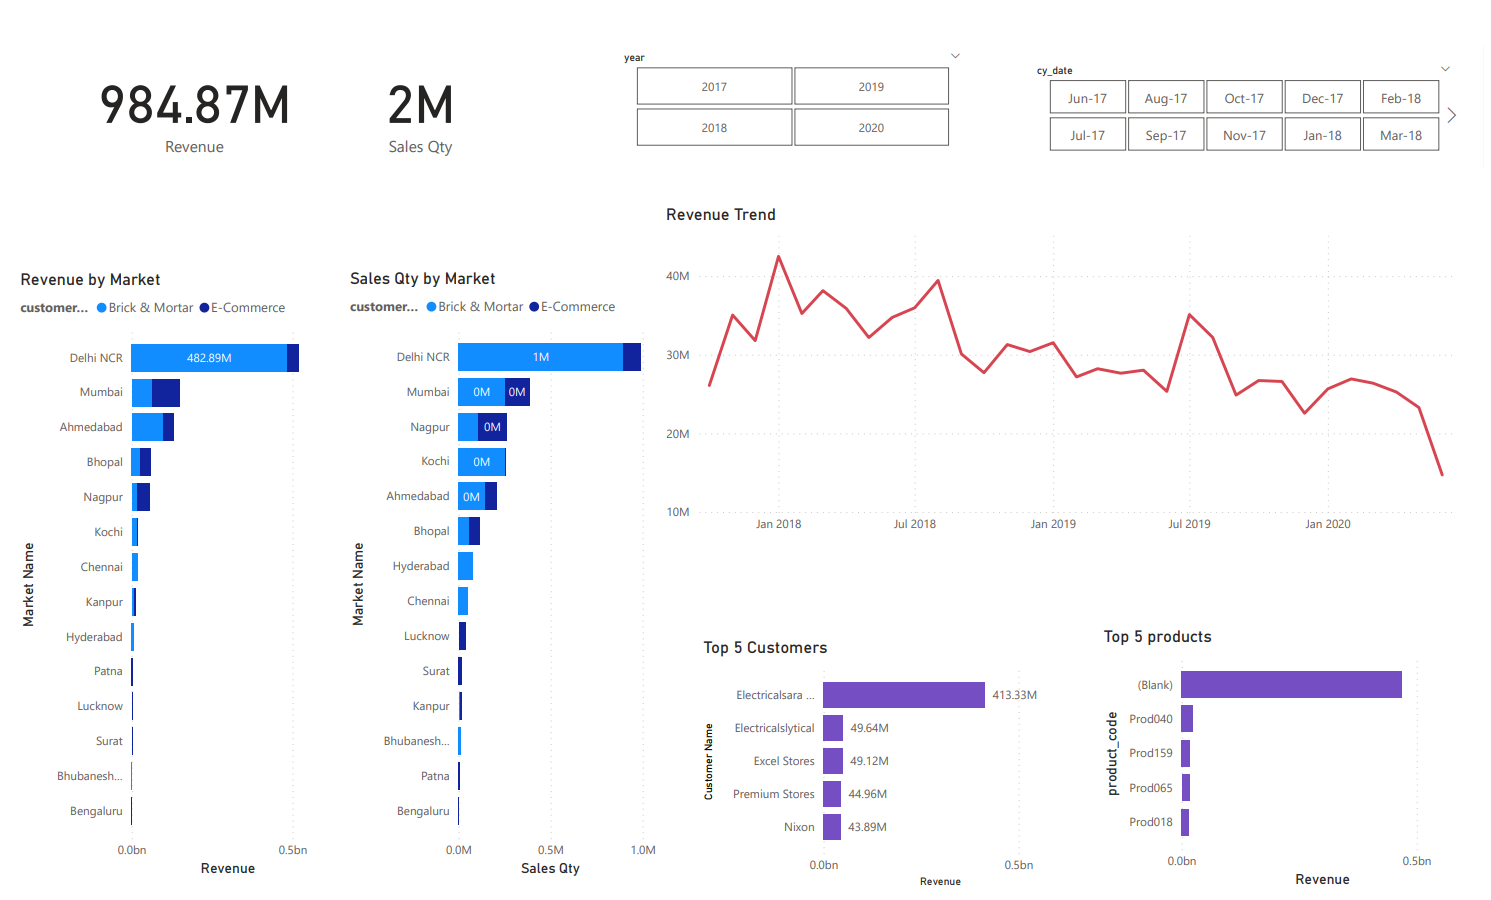 984.87M
Revenue
2M
Sales Qty
year
2017
2019
2018
2020
cy_date
Jun-17 Aug-17 Oct-17 Dec-17 Feb-18
Jul-17 Sep-17 Nov-17 Jan-18 Mar-18
Revenue by Market
customer... Brick & Mortar E-Commerce
Market Name
Delhi NCR 482.89M
Mumbai
Ahmedabad
Bhopal
Nagpur
Kochi
Chennai
Kanpur
Hyderabad
Patna
Lucknow
Surat
Bhubanesh...
Bengaluru
0.0bn 0.5bn
Revenue
Sales Qty by Market
customer... Brick & Mortar E-Commerce
Market Name
Delhi NCR 1M
Mumbai 0M 0M
Nagpur 0M
Kochi 0M
Ahmedabad 0M
Bhopal
Hyderabad
Chennai
Lucknow
Surat
Kanpur
Bhubanesh...
Patna
Bengaluru
0.0M 0.5M 1.0M
Sales Qty
Revenue Trend
40M
30M
20M
10M
Jan 2018 Jul 2018 Jan 2019 Jul 2019 Jan 2020
Top 5 Customers
Customer Name
Electricalsara ... 413.33M
Electricalslytical 49.64M
Excel Stores 49.12M
Premium Stores 44.96M
Nixon 43.89M
0.0bn 0.5bn
Revenue
Top 5 products
product_code
(Blank)
Prod040
Prod159
Prod065
Prod018
0.0bn 0.5bn
Revenue